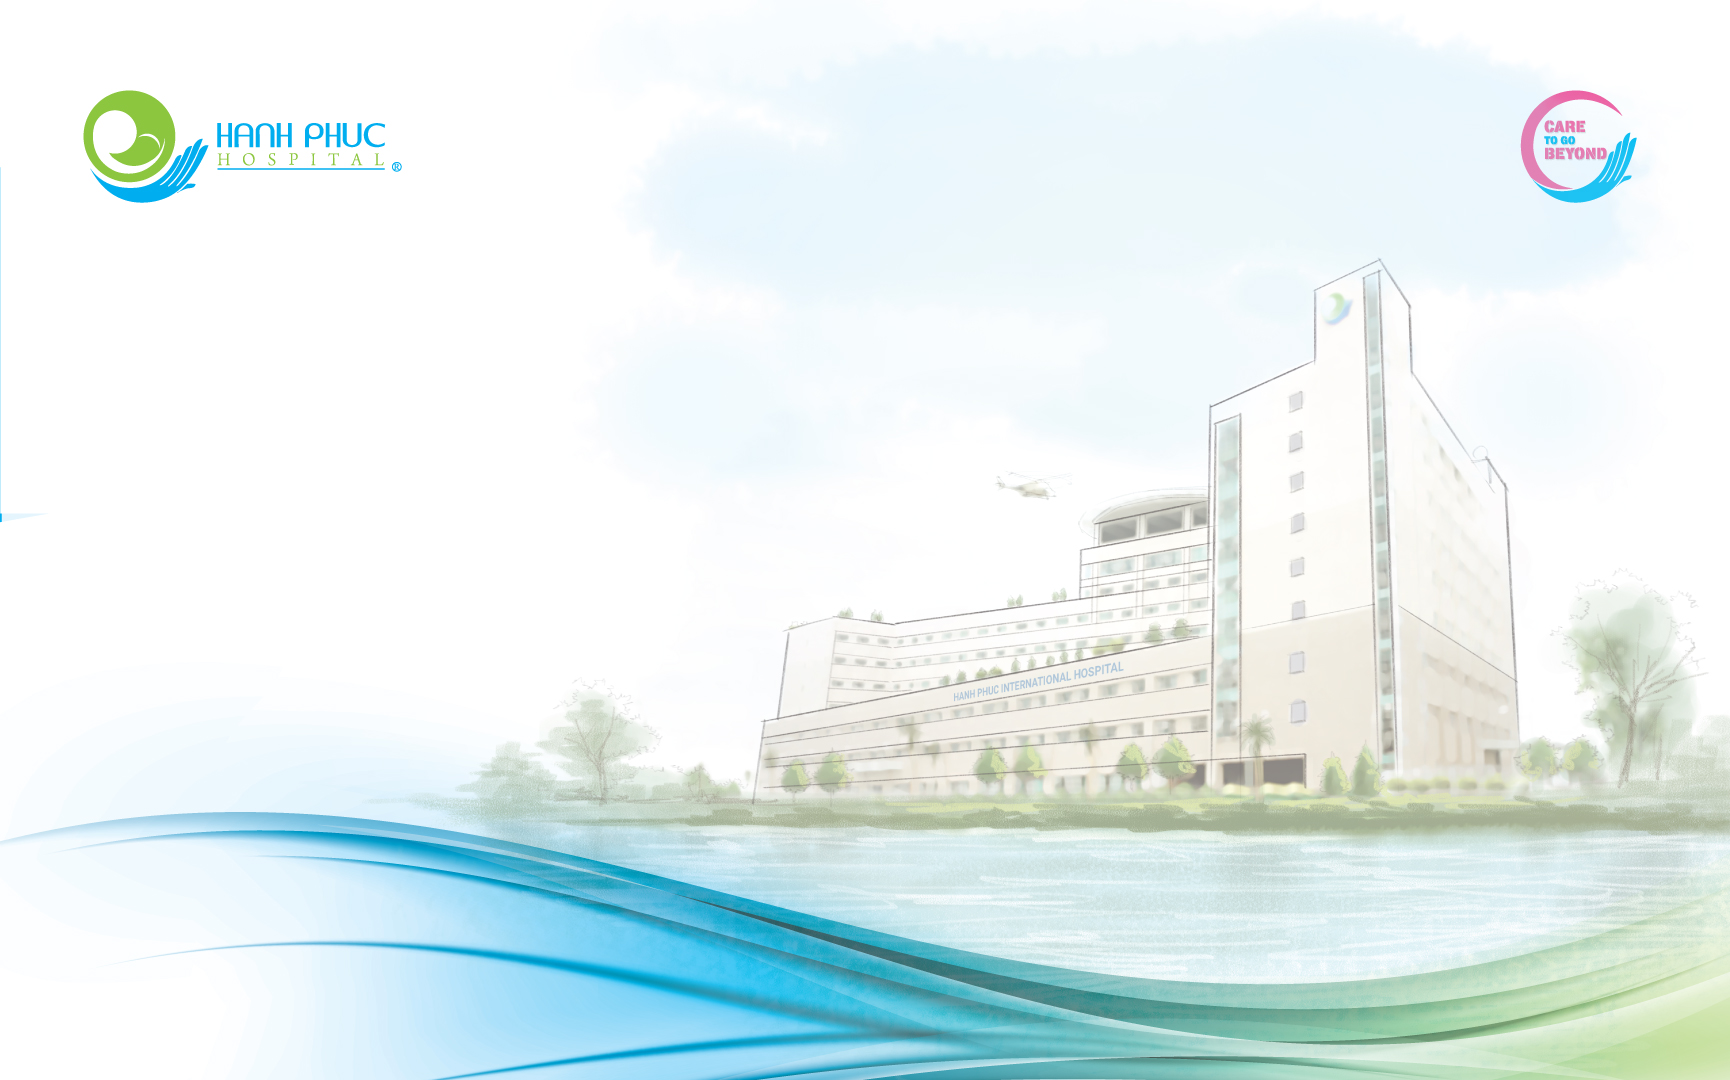 HANH PHUC
HOSPITAL®
CARE
TO GO
BEYOND
HANH PHUC INTERNATIONAL HOSPITAL